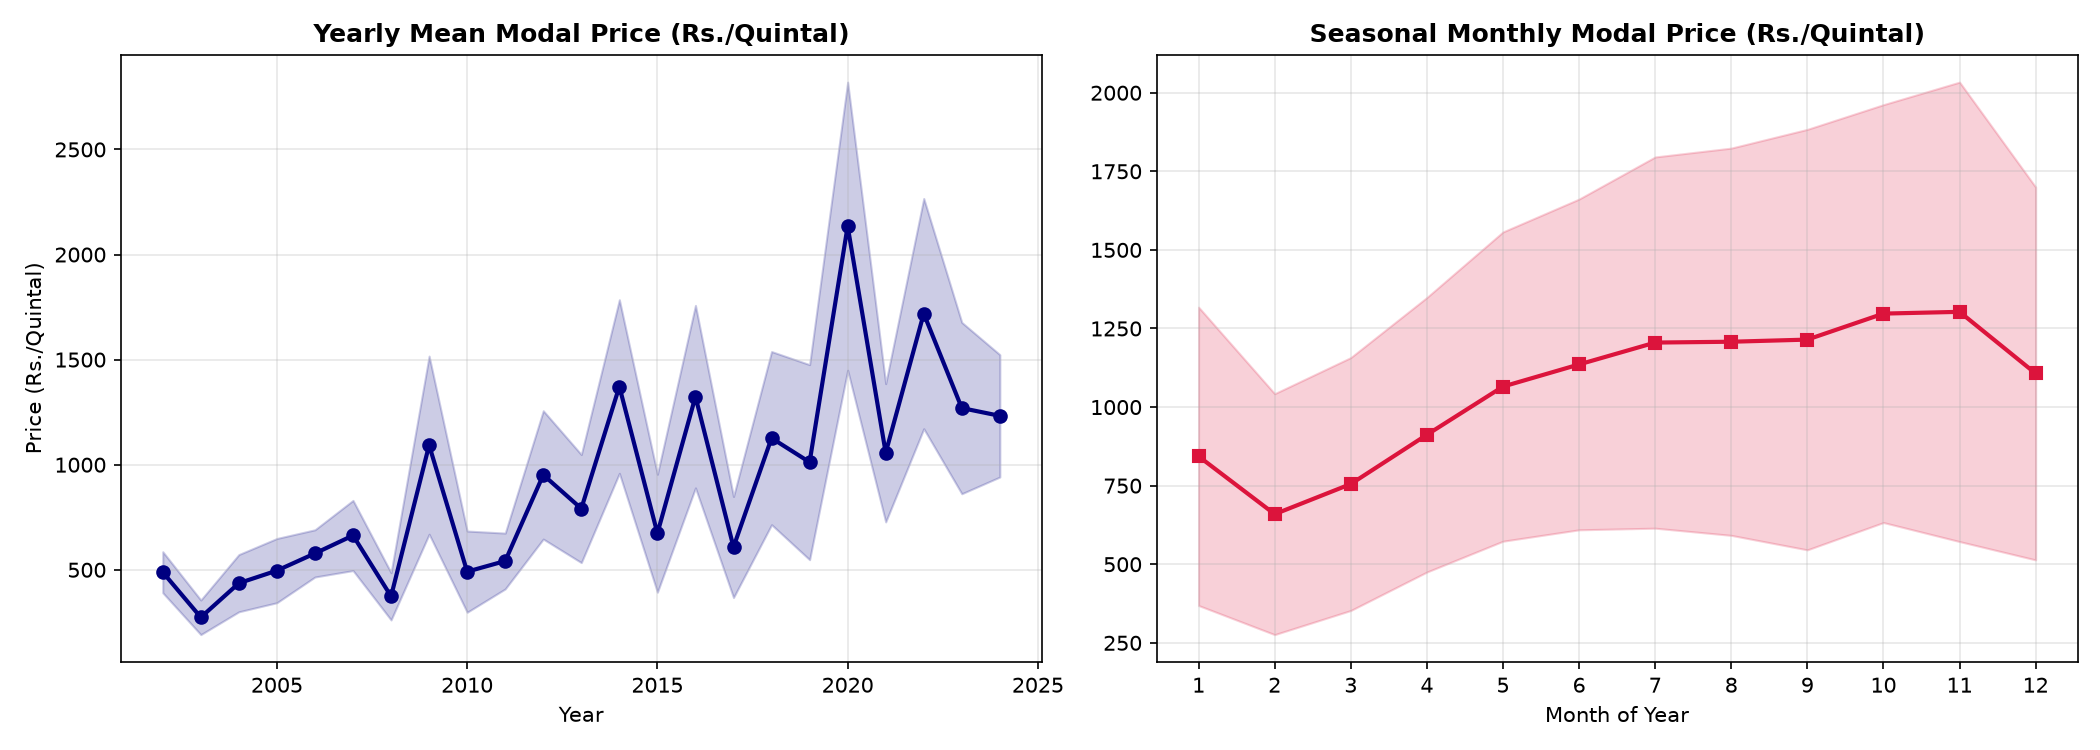 Yearly Mean Modal Price (Rs./Quintal)
Price (Rs./Quintal)
2500
2000
1500
1000
500
2005 2010 2015 2020 2025
Year
Seasonal Monthly Modal Price (Rs./Quintal)
2000
1750
1500
1250
1000
750
500
250
1 2 3 4 5 6 7 8 9 10 11 12
Month of Year